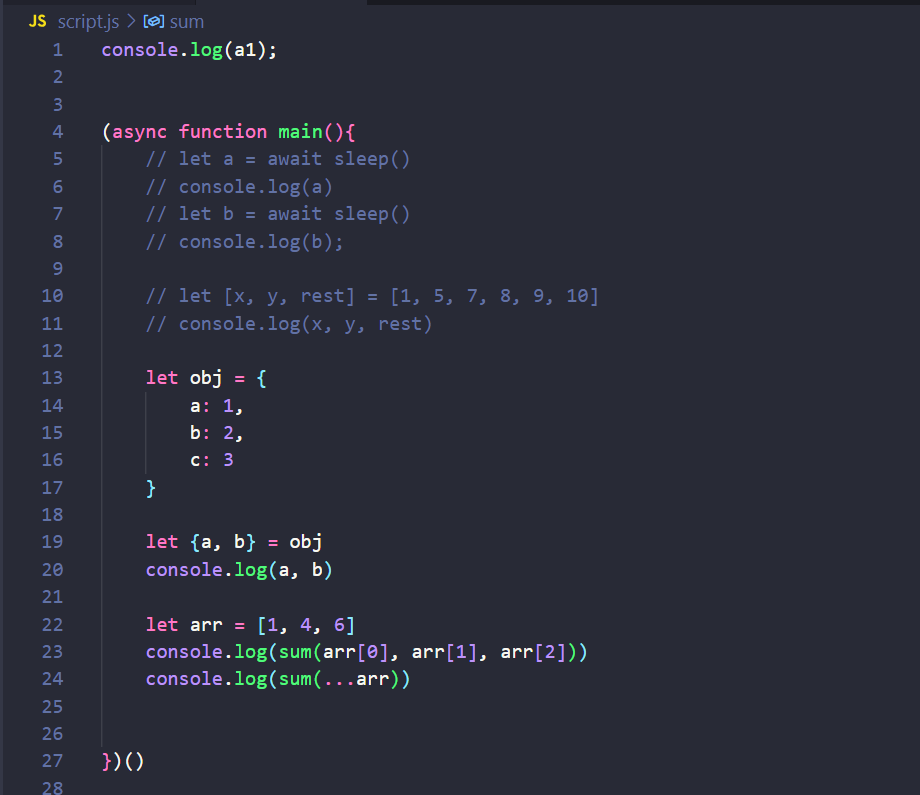 JS script.js > sum
1 console.log(a1);
2
3
4 (async function main(){
5     // let a = await sleep()
6     // console.log(a)
7     // let b = await sleep()
8     // console.log(b);
9
10     // let [x, y, rest] = [1, 5, 7, 8, 9, 10]
11     // console.log(x, y, rest)
12
13     let obj = {
14         a: 1,
15         b: 2,
16         c: 3
17     }
18
19     let {a, b} = obj
20     console.log(a, b)
21
22     let arr = [1, 4, 6]
23     console.log(sum(arr[0], arr[1], arr[2]))
24     console.log(sum(...arr))
25
26
27 })()
28